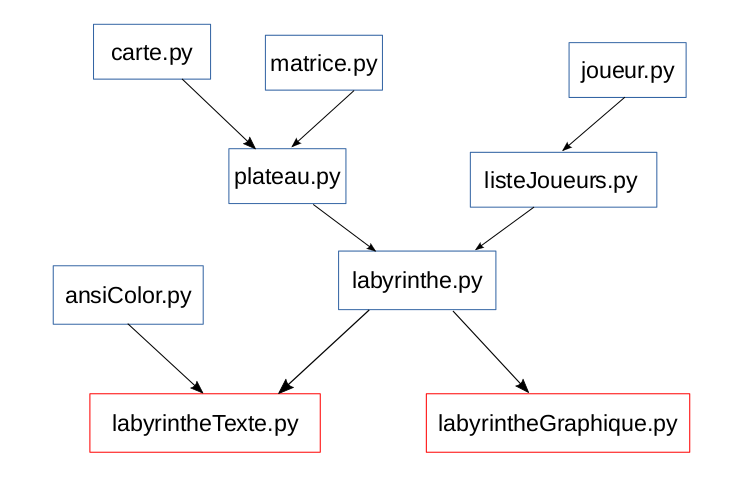 carte.py
matrice.py
joueur.py
plateau.py
listeJoueurs.py
labyrinthe.py
ansiColor.py
labyrintheTexte.py
labyrintheGraphique.py